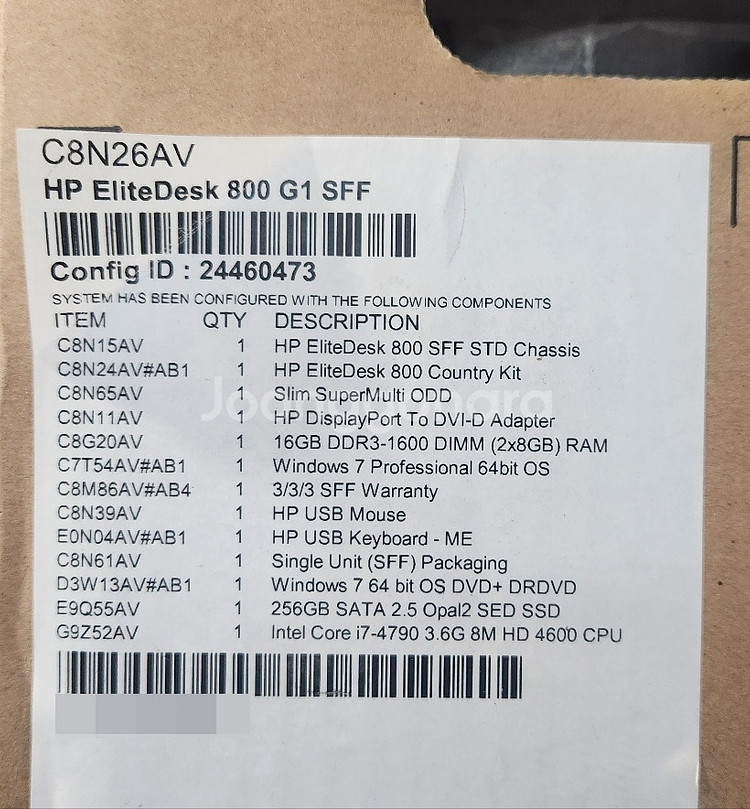 C8N26AV
HP EliteDesk 800 G1 SFF
Config ID : 24460473
SYSTEM HAS BEEN CONFIGURED WITH THE FOLLOWING COMPONENTS
ITEM QTY DESCRIPTION
C8N15AV 1 HP EliteDesk 800 SFF STD Chassis
C8N24AV#AB1 1 HP EliteDesk 800 Country Kit
C8N65AV 1 Slim SuperMulti ODD
C8N11AV 1 HP DisplayPort To DVI-D Adapter
C8G20AV 1 16GB DDR3-1600 DIMM (2x8GB) RAM
C7T54AV#AB1 1 Windows 7 Professional 64bit OS
C8M86AV#AB4 1 3/3/3 SFF Warranty
C8N39AV 1 HP USB Mouse
E0N04AV#AB1 1 HP USB Keyboard - ME
C8N61AV 1 Single Unit (SFF) Packaging
D3W13AV#AB1 1 Windows 7 64 bit OS DVD+ DRDVD
E9Q55AV 1 256GB SATA 2.5 Opal2 SED SSD
G9Z52AV 1 Intel Core i7-4790 3.6G 8M HD 4600 CPU